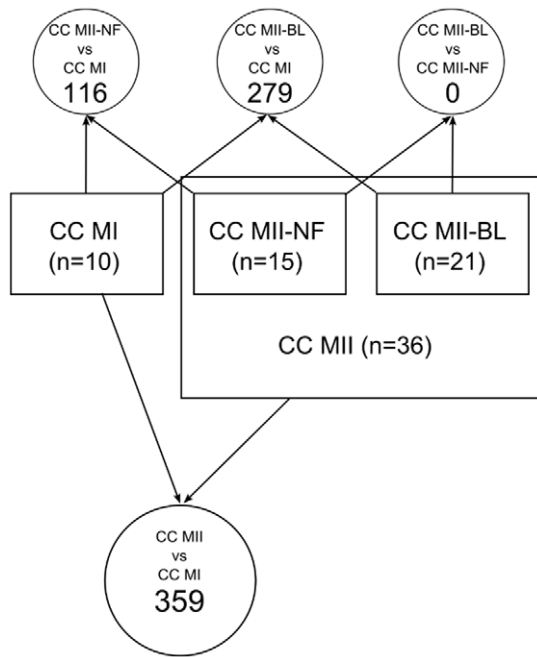 CC MII-NF
vs
CC MI
116
CC MII-BL
vs
CC MI
279
CC MII-BL
vs
CC MII-NF
0
CC MI
(n=10)
CC MII-NF
(n=15)
CC MII-BL
(n=21)
CC MII (n=36)
CC MII
vs
CC MI
359